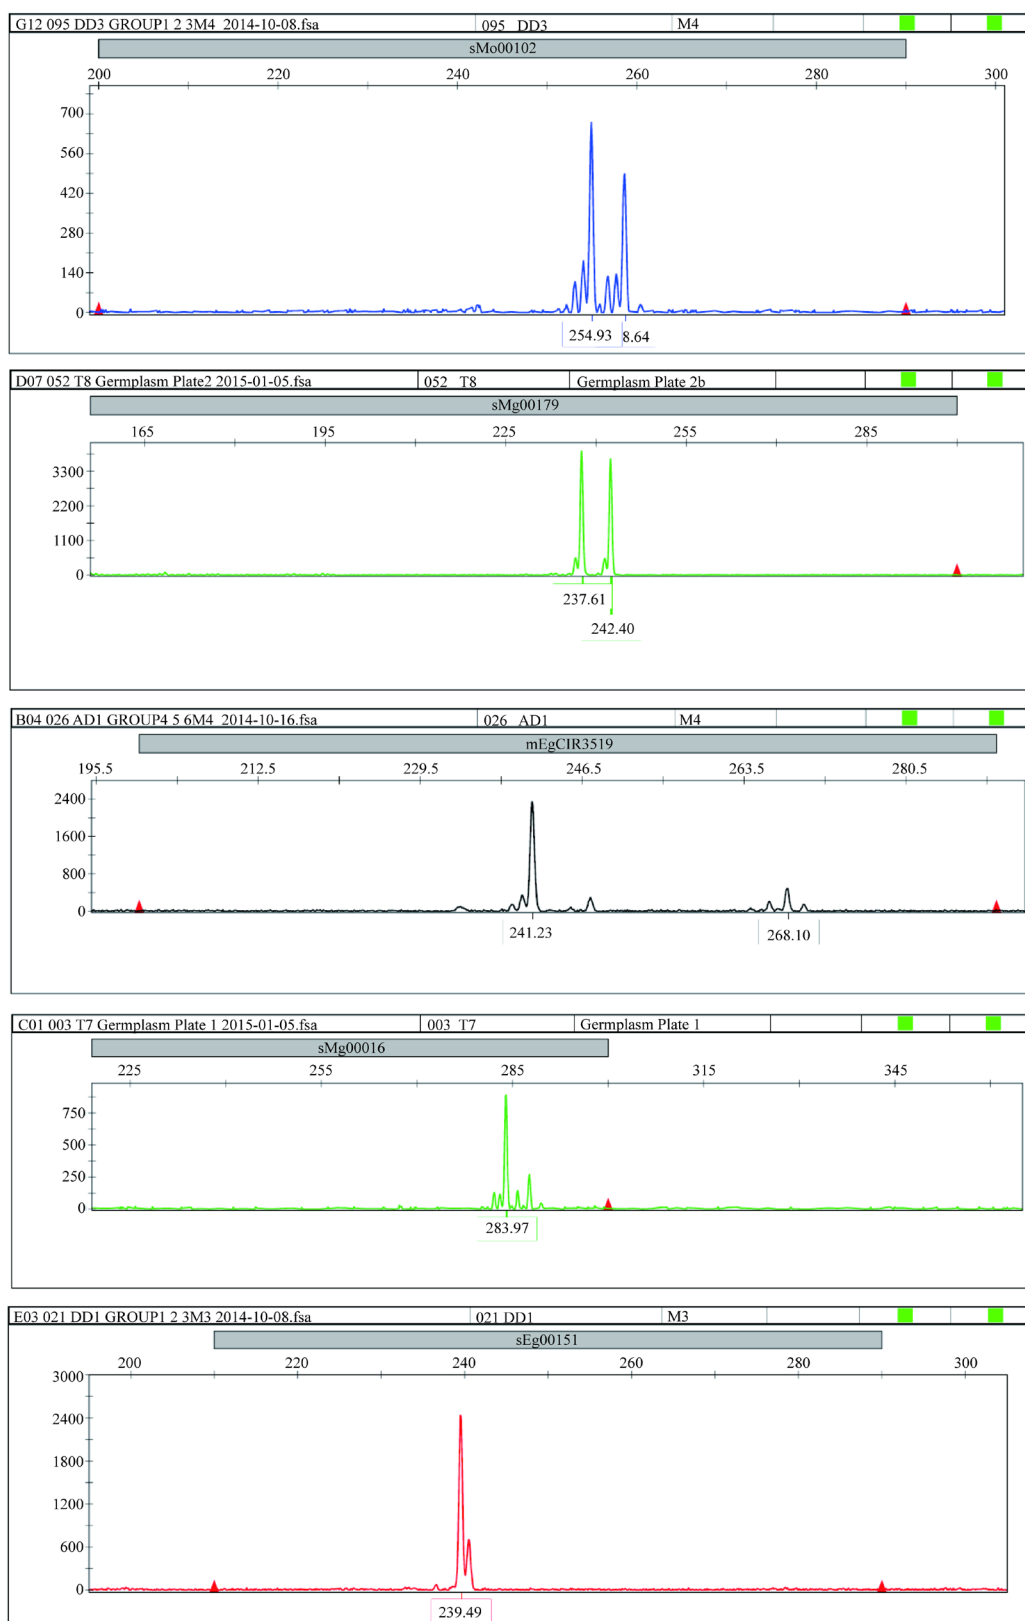 G12 095 DD3 GROUP1 2 3M4 2014-10-08.fsa 095 DD3 M4
sMo00102
200 220 240 260 280 300
700
560
420
280
140
0
254.93 8.64
D07 052 T8 Germplasm Plate2 2015-01-05.fsa 052 T8 Germplasm Plate 2b
sMg00179
165 195 225 255 285
3300
2200
1100
0
237.61
242.40
B04 026 AD1 GROUP4 5 6M4 2014-10-16.fsa 026 AD1 M4
mEgCIR3519
195.5 212.5 229.5 246.5 263.5 280.5
2400
1600
800
0
241.23 268.10
C01 003 T7 Germplasm Plate 1 2015-01-05.fsa 003 T7 Germplasm Plate 1
sMg00016
225 255 285 315 345
750
500
250
0
283.97
E03 021 DD1 GROUP1 2 3M3 2014-10-08.fsa 021 DD1 M3
sEg00151
200 220 240 260 280 300
3000
2400
1800
1200
600
0
239.49